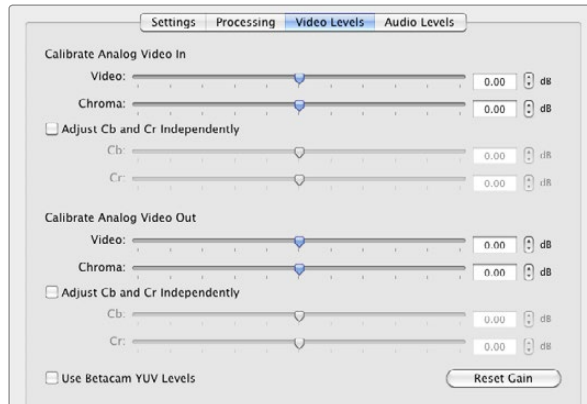 Settings Processing Video Levels Audio Levels
Calibrate Analog Video In
Video: 0.00 dB
Chroma: 0.00 dB
Adjust Cb and Cr Independently
Cb: 0.00 dB
Cr: 0.00 dB
Calibrate Analog Video Out
Video: 0.00 dB
Chroma: 0.00 dB
Adjust Cb and Cr Independently
Cb: 0.00 dB
Cr: 0.00 dB
Use Betacam YUV Levels Reset Gain